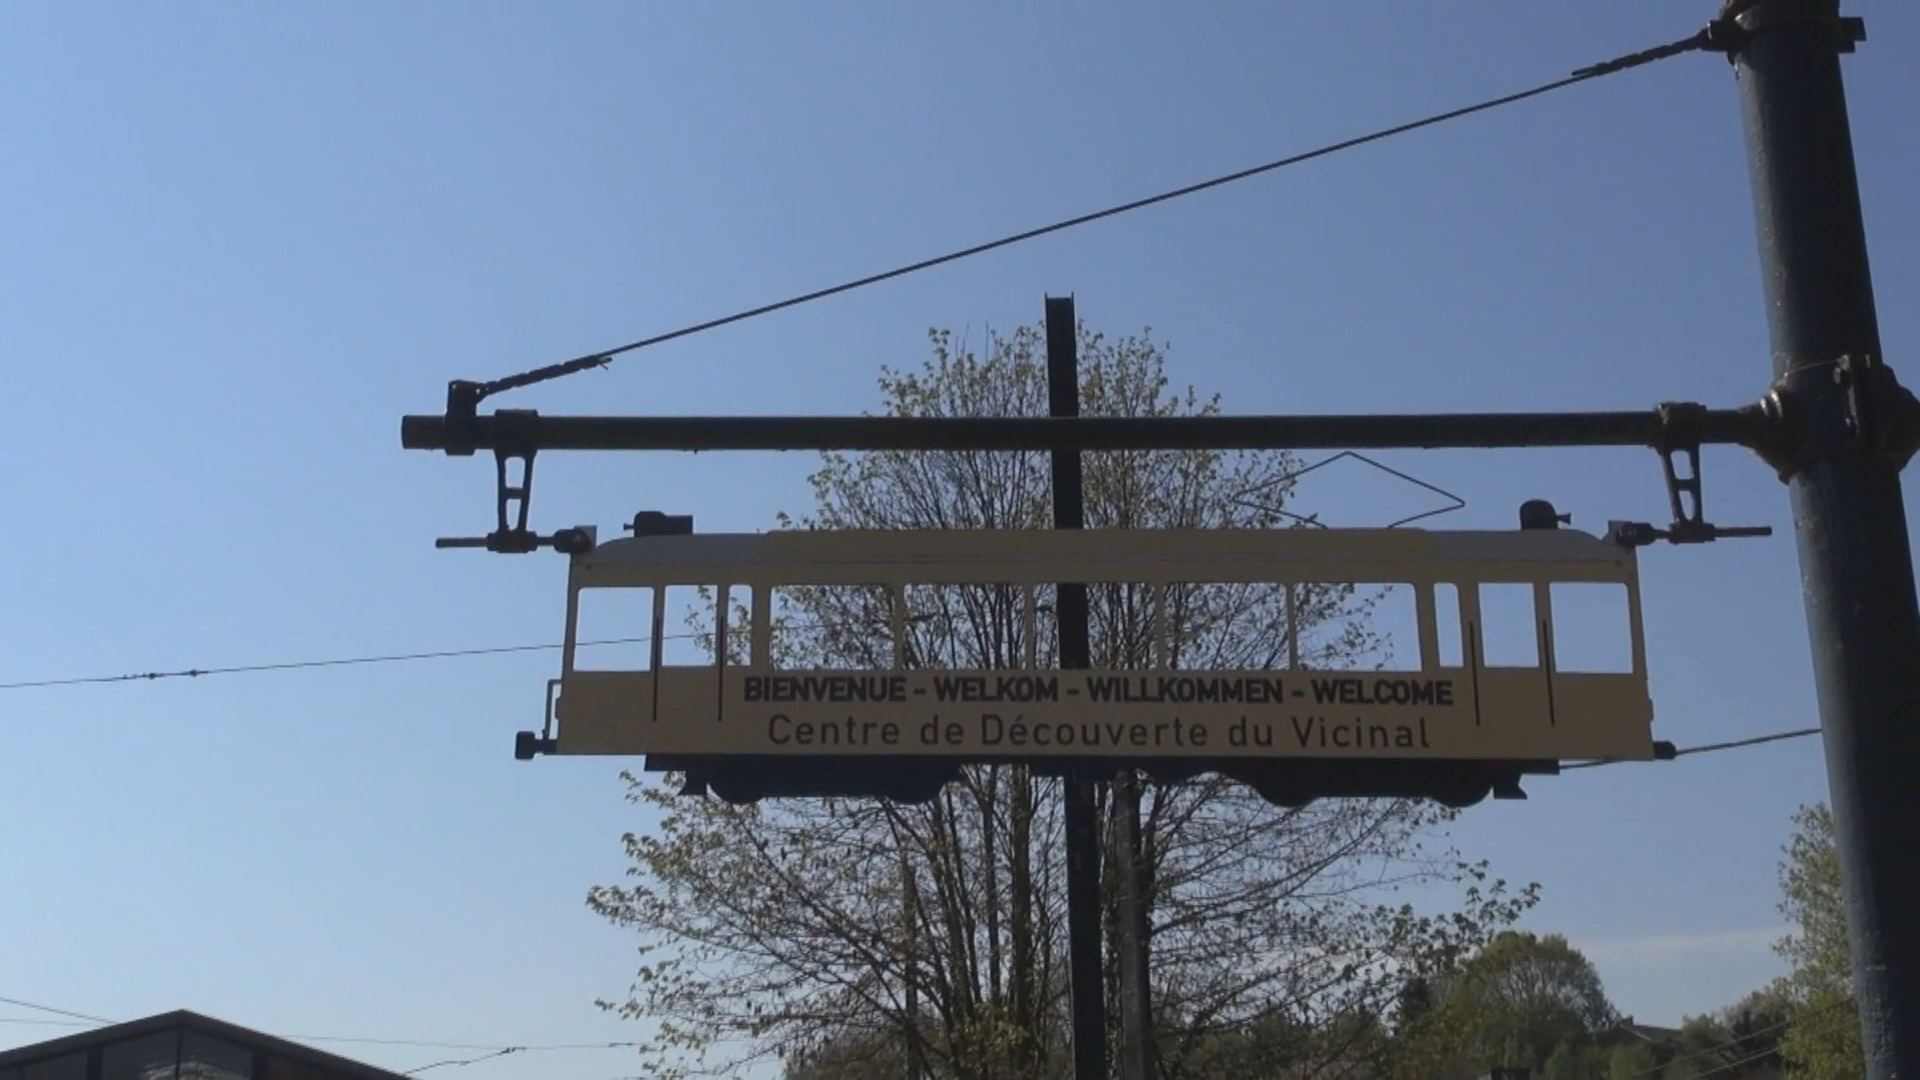 BIENVENUE - WELKOM - WILLKOMMEN - WELCOME
Centre de Découverte du Vicinal